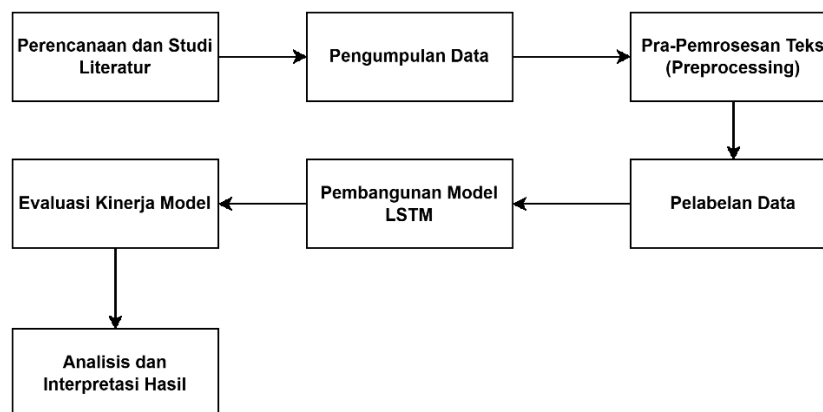 Perencanaan dan Studi
Literatur
Pengumpulan Data
Pra-Pemrosesan Teks
(Preprocessing)
Pelabelan Data
Pembangunan Model
LSTM
Evaluasi Kinerja Model
Analisis dan
Interpretasi Hasil